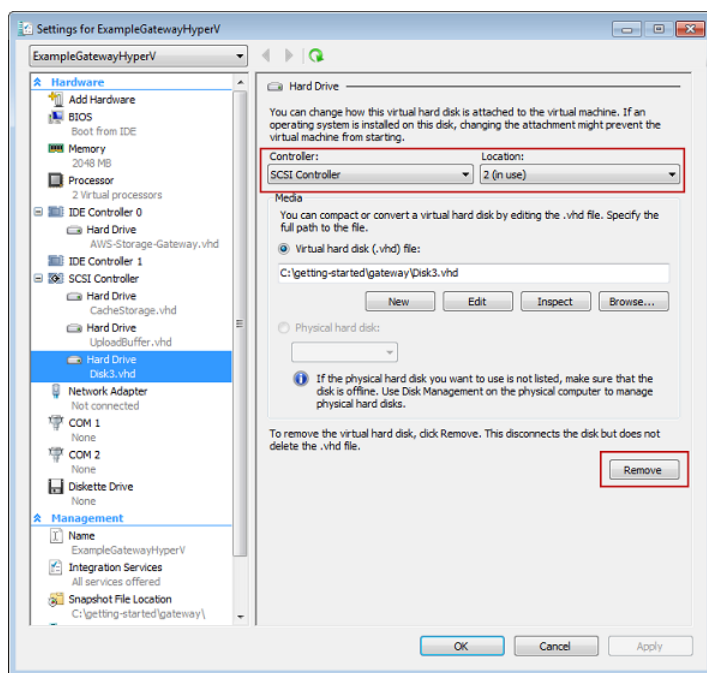 Settings for ExampleGatewayHyperV
ExampleGatewayHyperV
Hardware
Add Hardware
BIOS
Boot from IDE
Memory
2048 MB
Processor
2 Virtual processors
IDE Controller 0
Hard Drive
AWS-Storage-Gateway.vhd
IDE Controller 1
SCSI Controller
Hard Drive
CacheStorage.vhd
Hard Drive
UploadBuffer.vhd
Hard Drive
Disk3.vhd
Network Adapter
Not connected
COM 1
None
COM 2
None
Diskette Drive
None
Management
Name
ExampleGatewayHyperV
Integration Services
All services offered
Snapshot File Location
C:\getting-started\gateway\
Hard Drive
You can change how this virtual hard disk is attached to the virtual machine. If an
operating system is installed on this disk, changing the attachment might prevent the
virtual machine from starting.
Controller: Location:
SCSI Controller 2 (in use)
Media
You can compact or convert a virtual hard disk by editing the .vhd file. Specify the
full path to the file.
Virtual hard disk (.vhd) file:
C:\getting-started\gateway\Disk3.vhd
New Edit Inspect Browse...
Physical hard disk:
If the physical hard disk you want to use is not listed, make sure that the
disk is offline. Use Disk Management on the physical computer to manage
physical hard disks.
To remove the virtual hard disk, click Remove. This disconnects the disk but does not
delete the .vhd file.
Remove
OK Cancel Apply